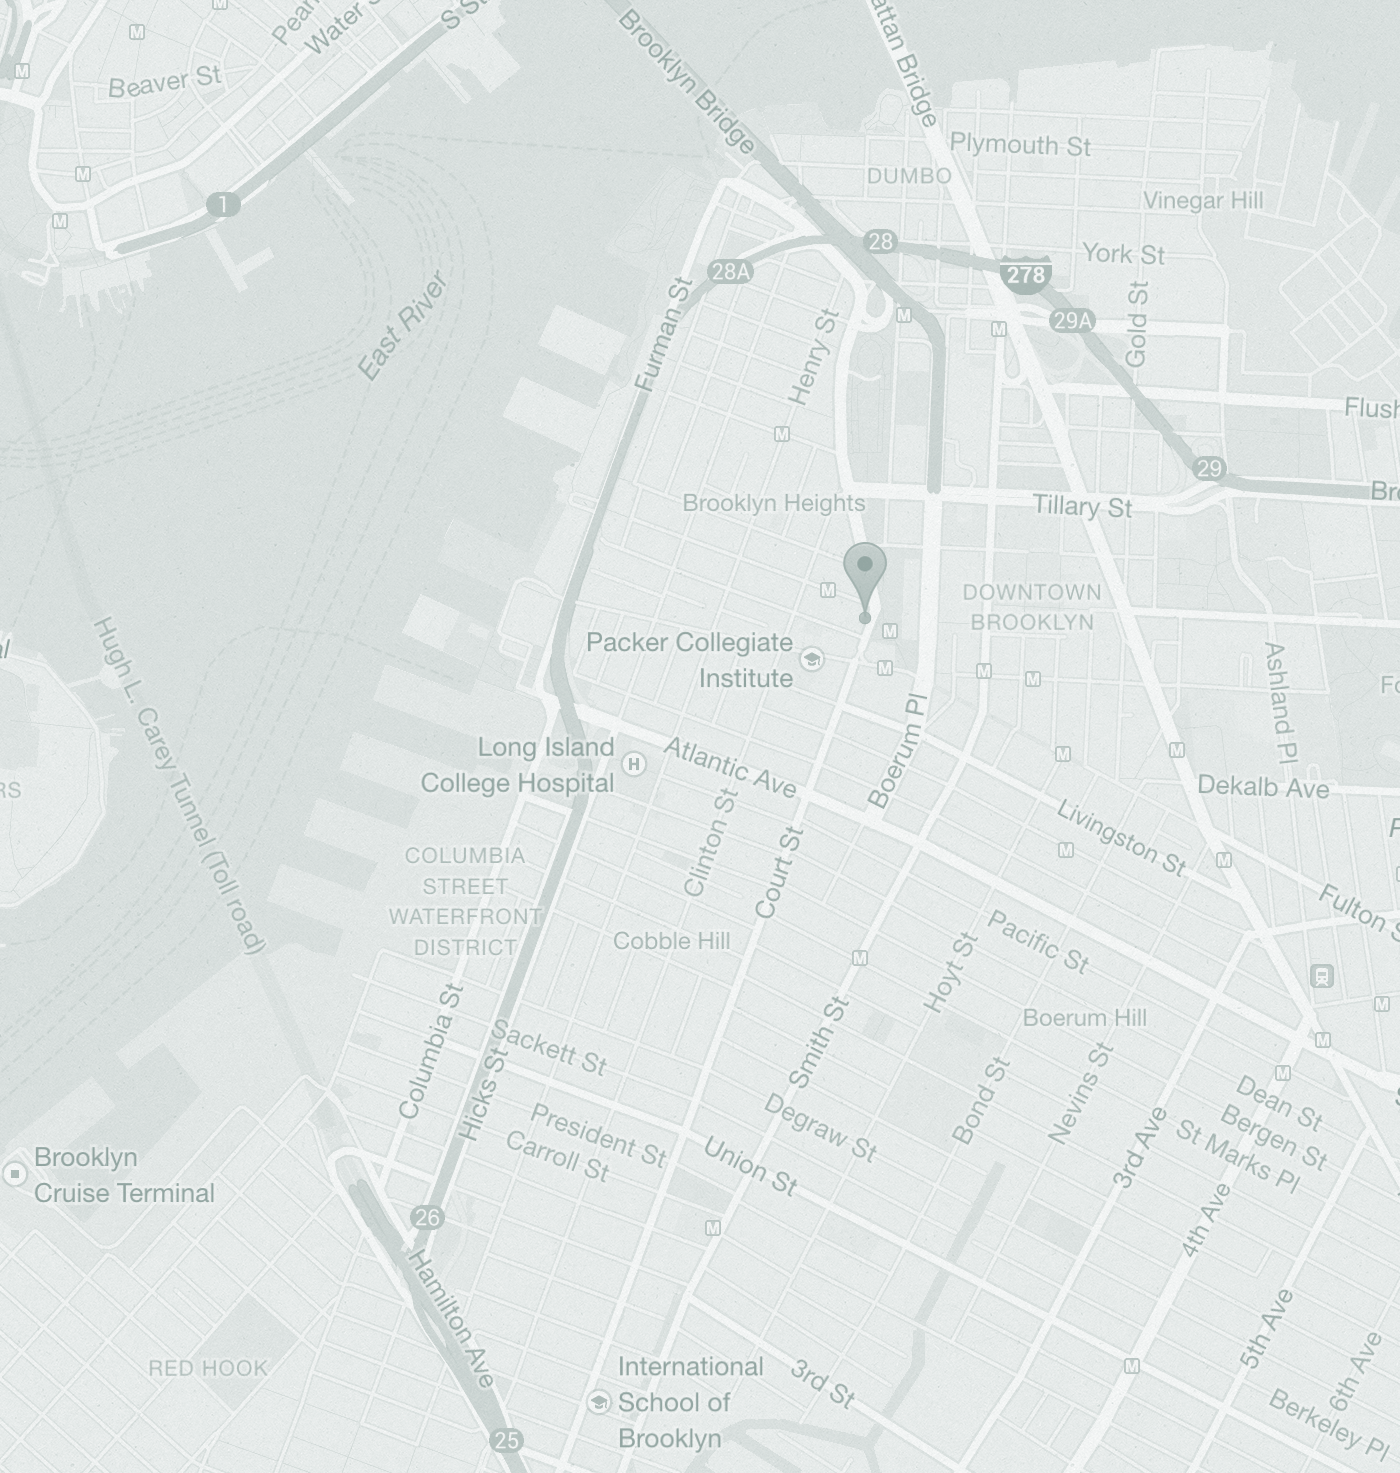 Pear
Water S
S St
Beaver St
Brooklyn Bridge
attan Bridge
Plymouth St
DUMBO
Vinegar Hill
York St
1
28
28A
278
29A
Gold St
East River
Furman St
Henry St
Flush
29
Bro
Brooklyn Heights
Tillary St
DOWNTOWN
BROOKLYN
Packer Collegiate
Institute
Ashland Pl
Fo
Hugh L. Carey Tunnel (Toll road)
al
RS
Long Island
College Hospital
H
Atlantic Ave
Boerum Pl
Dekalb Ave
Livingston St
Clinton St
Court St
COLUMBIA
STREET
WATERFRONT
DISTRICT
Cobble Hill
Fulton S
Pacific St
Hoyt St
Boerum Hill
Columbia St
Sackett St
Smith St
Hicks St
Bond St
Nevins St
Degraw St
President St
Carroll St
Union St
Dean St
Bergen St
St Marks Pl
3rd Ave
4th Ave
Brooklyn
Cruise Terminal
26
Hamilton Ave
RED HOOK
International
School of
Brooklyn
3rd St
5th Ave
6th Ave
Berkeley Pl
25